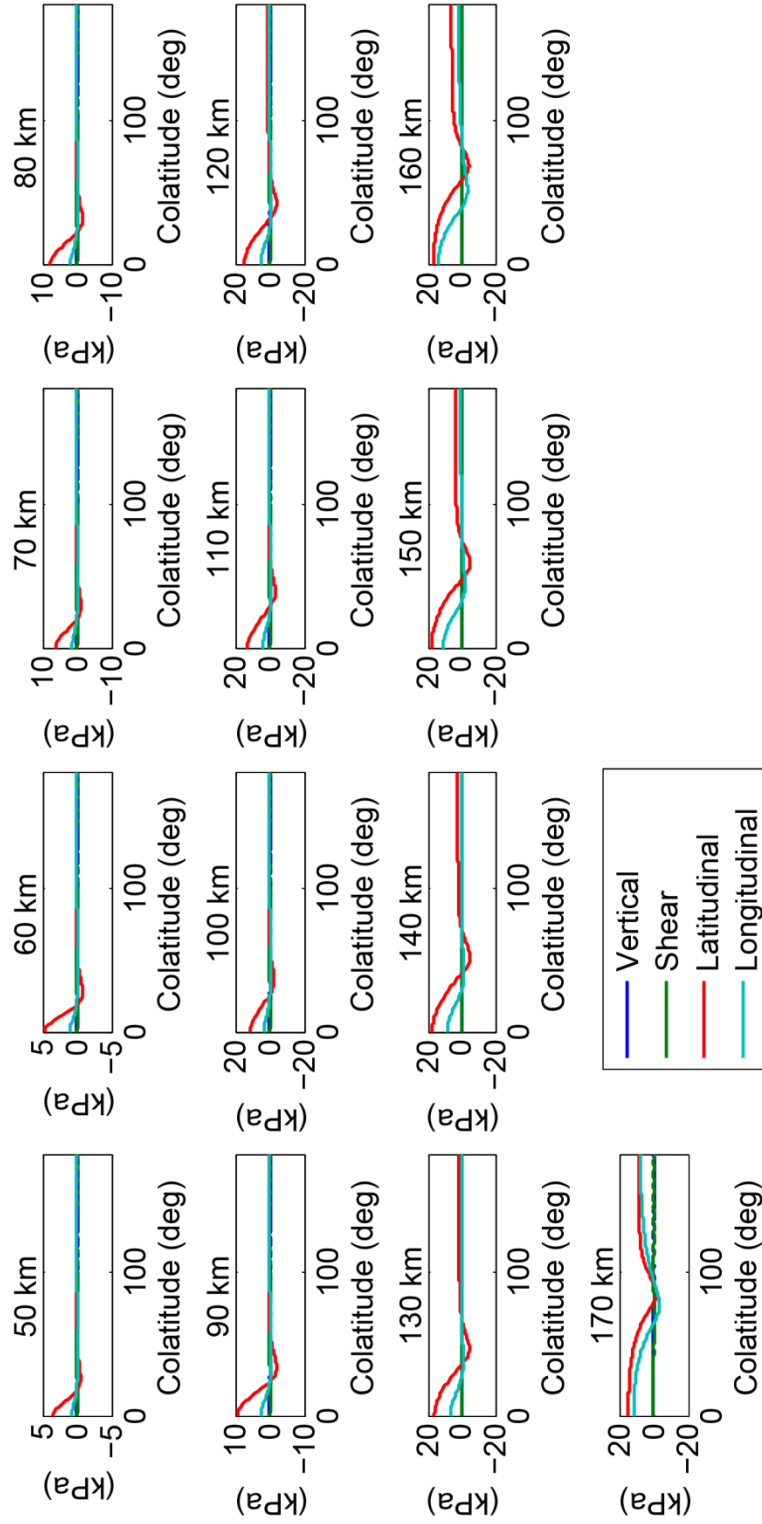 50 km
5
0
−5
(kPa)
0
100
Colatitude (deg)
60 km
5
0
−5
(kPa)
0
100
Colatitude (deg)
70 km
10
0
−10
(kPa)
0
100
Colatitude (deg)
80 km
10
0
−10
(kPa)
0
100
Colatitude (deg)
90 km
10
0
−10
(kPa)
0
100
Colatitude (deg)
100 km
20
0
−20
(kPa)
0
100
Colatitude (deg)
110 km
20
0
−20
(kPa)
0
100
Colatitude (deg)
120 km
20
0
−20
(kPa)
0
100
Colatitude (deg)
130 km
20
0
−20
(kPa)
0
100
Colatitude (deg)
140 km
20
0
−20
(kPa)
0
100
Colatitude (deg)
150 km
20
0
−20
(kPa)
0
100
Colatitude (deg)
160 km
20
0
−20
(kPa)
0
100
Colatitude (deg)
170 km
20
0
−20
(kPa)
0
100
Colatitude (deg)
Vertical
Shear
Latitudinal
Longitudinal